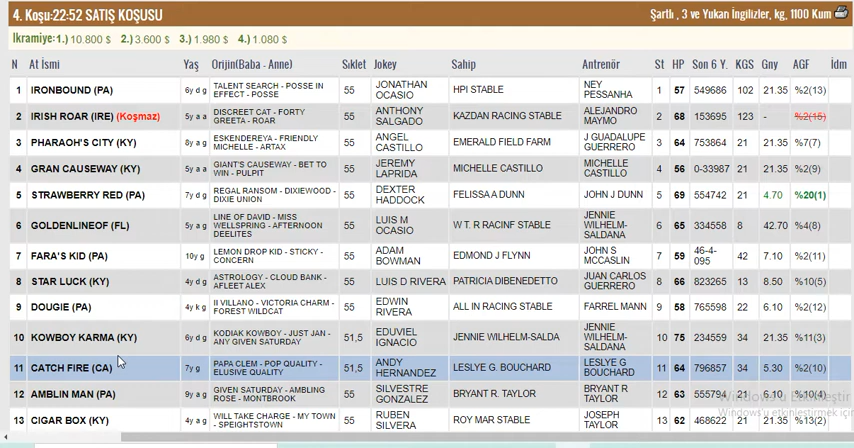 4. Koşu:22:52 SATIŞ KOŞUSU Şartlı , 3 ve Yukarı İngilizler, kg, 1100 Kum
Ikramiye: 1.) 10.800 $ 2.) 3.600 $ 3.) 1.980 $ 4.) 1.080 $
N At İsmi Yaş Orijin(Baba - Anne) Sıklet Jokey Sahip Antrenör St HP Son 6 Y. KGS Gny AGF İdm
1 IRONBOUND (PA) 6y d g TALENT SEARCH - POSSE IN EFFECT - POSSE 55 JONATHAN OCASIO HPI STABLE NEY PESSANHA 1 57 549686 102 21.35 %2(13)
2 IRISH ROAR (IRE) (Koşmaz) 5y a a DISCREET CAT - FORTY GREETA - ROAR 55 ANTHONY SALGADO KAZDAN RACING STABLE ALEJANDRO MAYMO 2 68 153695 123 - %2(15)
3 PHARAOH'S CITY (KY) 8y a g ESKENDEREYA - FRIENDLY MICHELLE - ARTAX 55 ANGEL CASTILLO EMERALD FIELD FARM J GUADALUPE GUERRERO 3 64 753864 21 21.35 %7(7)
4 GRAN CAUSEWAY (KY) 5y a a GIANT'S CAUSEWAY - BET TO WIN - PULPIT 55 JEREMY LAPRIDA MICHELLE CASTILLO MICHELLE CASTILLO 4 56 0-33987 21 21.35 %2(9)
5 STRAWBERRY RED (PA) 7y d g REGAL RANSOM - DIXIEWOOD - DIXIE UNION 55 DEXTER HADDOCK FELISSA A DUNN JOHN J DUNN 5 69 554742 21 4.70 %20(1)
6 GOLDENLINEOF (FL) 5y a g LINE OF DAVID - MISS WELLSPRING - AFTERNOON DEELITES 55 LUIS M OCASIO W T. R RACINF STABLE JENNIE WILHELM-SALDANA 6 65 334558 8 42.70 %4(8)
7 FARA'S KID (PA) 10y g LEMON DROP KID - STICKY - CONCERN 55 ADAM BOWMAN EDMOND J FLYNN JOHN S MCCASLIN 7 59 46-4-095 42 7.10 %2(11)
8 STAR LUCK (KY) 4y d g ASTROLOGY - CLOUD BANK - AFLEET ALEX 55 LUIS D RIVERA PATRICIA DIBENEDETTO JUAN CARLOS GUERRERO 8 66 823265 13 8.50 %10(5)
9 DOUGIE (PA) 4y k g II VILLANO - VICTORIA CHARM - FOREST WILDCAT 55 EDWIN RIVERA ALL IN RACING STABLE FARREL MANN 9 58 765998 22 6.10 %2(12)
10 KOWBOY KARMA (KY) 6y d g KODIAK KOWBOY - JUST JAN - ANY GIVEN SATURDAY 51,5 EDUVIEL IGNACIO JENNIE WILHELM-SALDA JENNIE WILHELM-SALDANA 10 75 234559 34 21.35 %11(3)
11 CATCH FIRE (CA) 7y g PAPA CLEM - POP QUALITY - ELUSIVE QUALITY 51,5 ANDY HERNANDEZ LESLYE G. BOUCHARD LESLYE G BOUCHARD 11 64 796857 34 5.30 %2(10)
12 AMBLIN MAN (PA) 9y a g GIVEN SATURDAY - AMBLING ROSE - MONTBROOK 55 SILVESTRE GONZALEZ BRYANT R. TAYLOR BRYANT R TAYLOR 12 63 555794 21 6.10 %10(4)
13 CIGAR BOX (KY) 4y a g WILL TAKE CHARGE - MY TOWN - SPEIGHTSTOWN 55 RUBEN SILVERA ROY MAR STABLE JOSEPH TAYLOR 13 62 468622 21 21.35 %13(2)
Windows'u Etkinleştir
Windows'u etkinleştirmek için